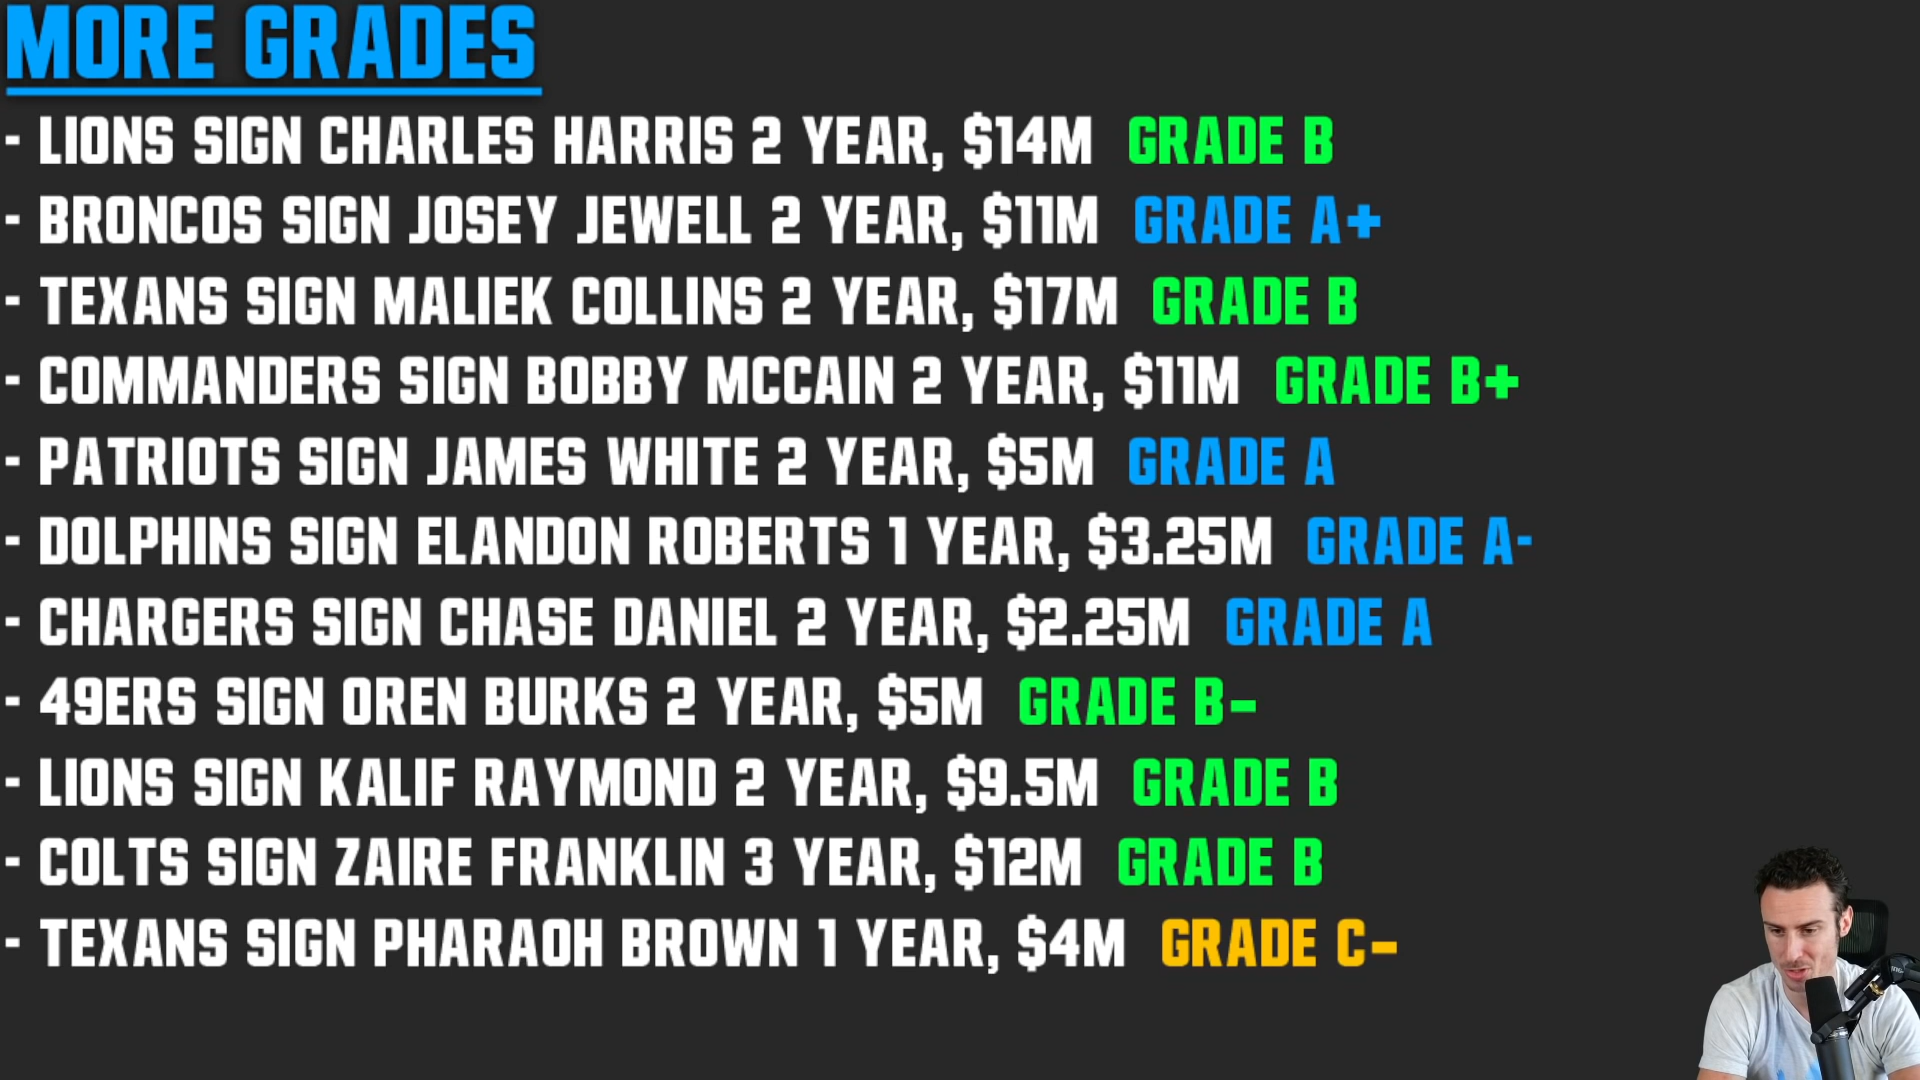 MORE GRADES
- LIONS SIGN CHARLES HARRIS 2 YEAR, $14M GRADE B
- BRONCOS SIGN JOSEY JEWELL 2 YEAR, $11M GRADE A+
- TEXANS SIGN MALIEK COLLINS 2 YEAR, $17M GRADE B
- COMMANDERS SIGN BOBBY MCCAIN 2 YEAR, $11M GRADE B+
- PATRIOTS SIGN JAMES WHITE 2 YEAR, $5M GRADE A
- DOLPHINS SIGN ELANDON ROBERTS 1 YEAR, $3.25M GRADE A-
- CHARGERS SIGN CHASE DANIEL 2 YEAR, $2.25M GRADE A
- 49ERS SIGN OREN BURKS 2 YEAR, $5M GRADE B-
- LIONS SIGN KALIF RAYMOND 2 YEAR, $9.5M GRADE B
- COLTS SIGN ZAIRE FRANKLIN 3 YEAR, $12M GRADE B
- TEXANS SIGN PHARAOH BROWN 1 YEAR, $4M GRADE C-